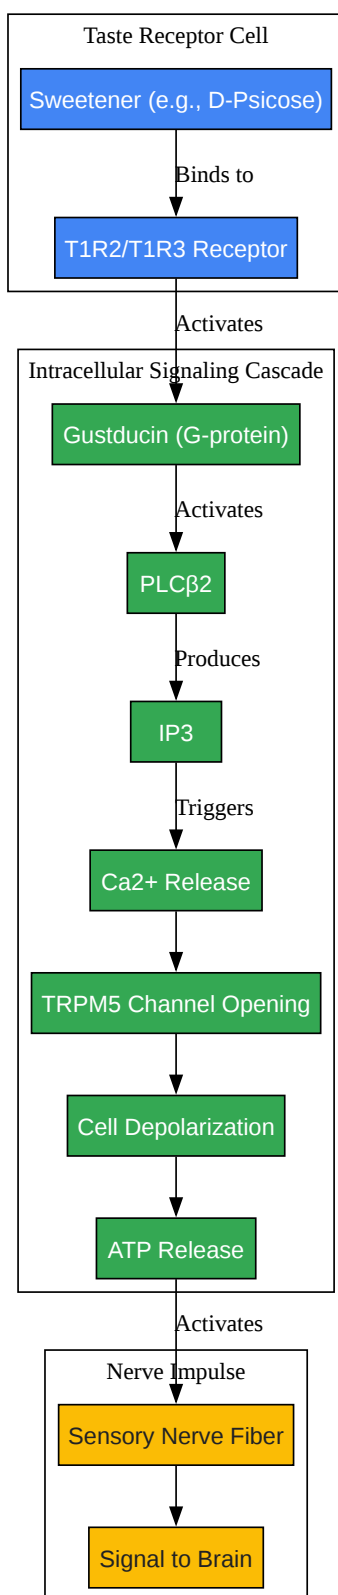 Taste Receptor Cell
Sweetener (e.g., D-Psicose)
Binds to
T1R2/T1R3 Receptor
Activates
Intracellular Signaling Cascade
Gustducin (G-protein)
Activates
PLCβ2
Produces
IP3
Triggers
Ca2+ Release
TRPM5 Channel Opening
Cell Depolarization
ATP Release
Activates
Nerve Impulse
Sensory Nerve Fiber
Signal to Brain